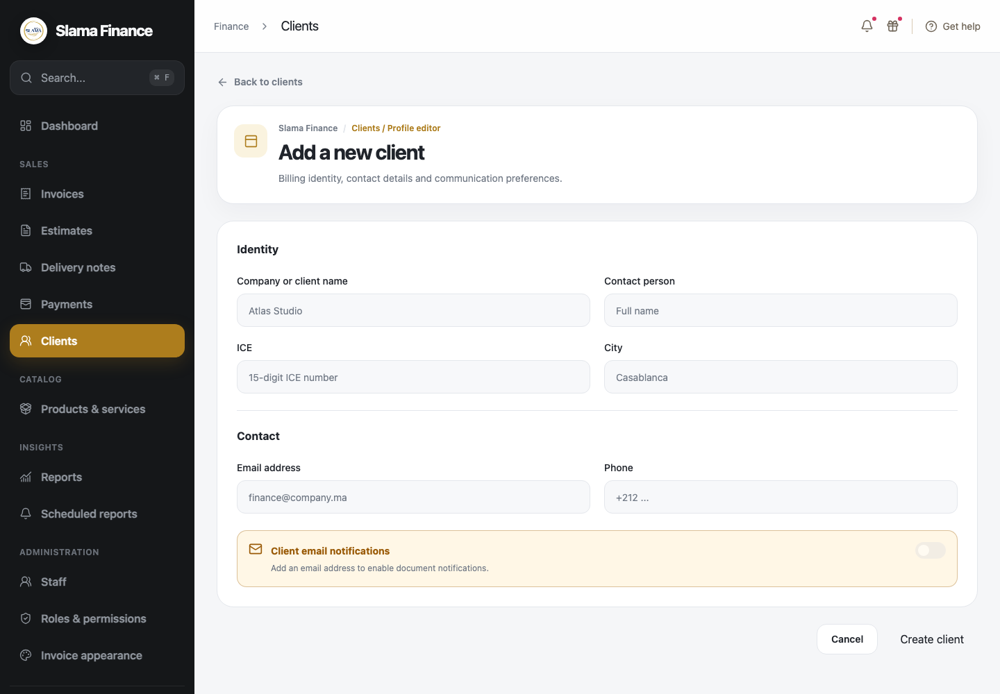 SLAMA
Slama Finance
Search...
⌘ F
Dashboard
SALES
Invoices
Estimates
Delivery notes
Payments
Clients
CATALOG
Products & services
INSIGHTS
Reports
Scheduled reports
ADMINISTRATION
Staff
Roles & permissions
Invoice appearance
Finance > Clients
Get help
← Back to clients
Slama Finance / Clients / Profile editor
Add a new client
Billing identity, contact details and communication preferences.
Identity
Company or client name
Contact person
Atlas Studio
Full name
ICE
City
15-digit ICE number
Casablanca
Contact
Email address
Phone
finance@company.ma
+212 ...
Client email notifications
Add an email address to enable document notifications.
Cancel
Create client